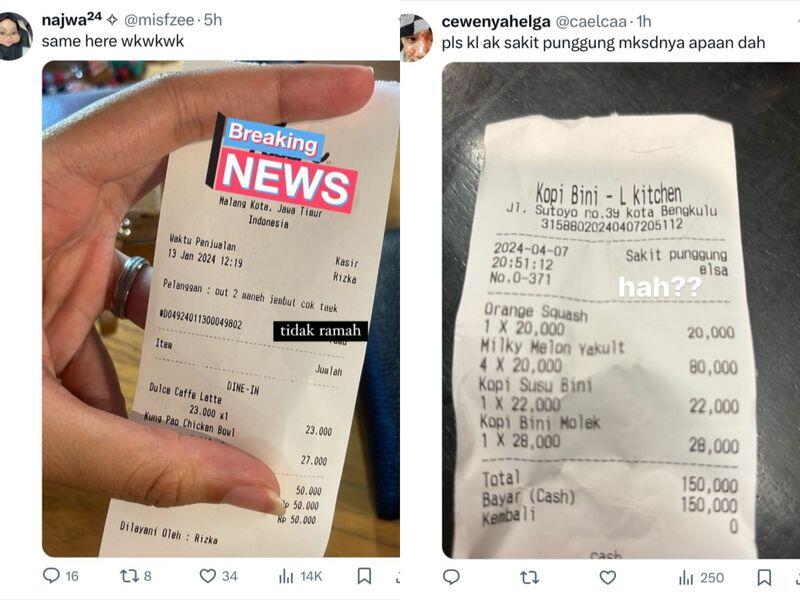 najwa²⁴ ✧ @misfzee · 5h
same here wkwkwk
Breaking
NEWS
Malang Kota, Jawa Timur
Indonesia
Waktu Penjualan
13 Jan 2024 12:19
Kasir
Rizka
Pelanggan : out 2 maneh jembut cok taek
#D04924011300049802
tidak ramah
Item
Jumlah
DINE-IN
Dulce Caffe Latte
23.000 x1
23.000
Kung Pao Chicken Bowl
27.000
50.000
Rp 50.000
Rp 50.000
Dilayani Oleh : Rizka
16 8 34 14K
cewenyahelga @caelcaa · 1h
pls kl ak sakit punggung mksdnya apaan dah
Kopi Bini - L kitchen
Jl. Sutoyo no.39 kota Bengkulu
31588020240407205112
2024-04-07 Sakit punggung
20:51:12 elsa
No.0-371
hah??
Orange Squash
1 X 20,000 20,000
Milky Melon Yakult
4 X 20,000 80,000
Kopi Susu Bini
1 X 22,000 22,000
Kopi Bini Molek
1 X 28,000 28,000
Total 150,000
Bayar (Cash) 150,000
Kembali 0
cash
250